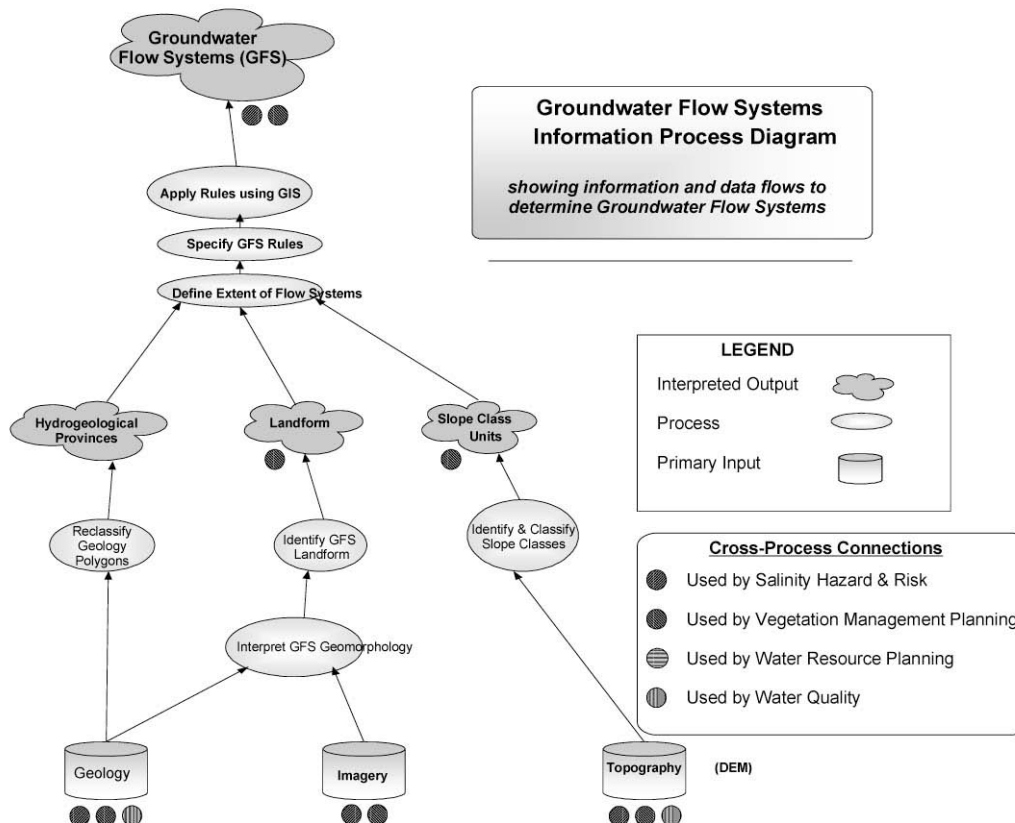 Groundwater
Flow Systems (GFS)
Groundwater Flow Systems
Information Process Diagram
showing information and data flows to
determine Groundwater Flow Systems
Apply Rules using GIS
Specify GFS Rules
Define Extent of Flow Systems
LEGEND
Interpreted Output
Process
Primary Input
Hydrogeological
Provinces
Landform
Slope Class
Units
Reclassify
Geology
Polygons
Identify GFS
Landform
Identify & Classify
Slope Classes
Cross-Process Connections
Used by Salinity Hazard & Risk
Used by Vegetation Management Planning
Used by Water Resource Planning
Used by Water Quality
Interpret GFS Geomorphology
Geology
Imagery
Topography
(DEM)